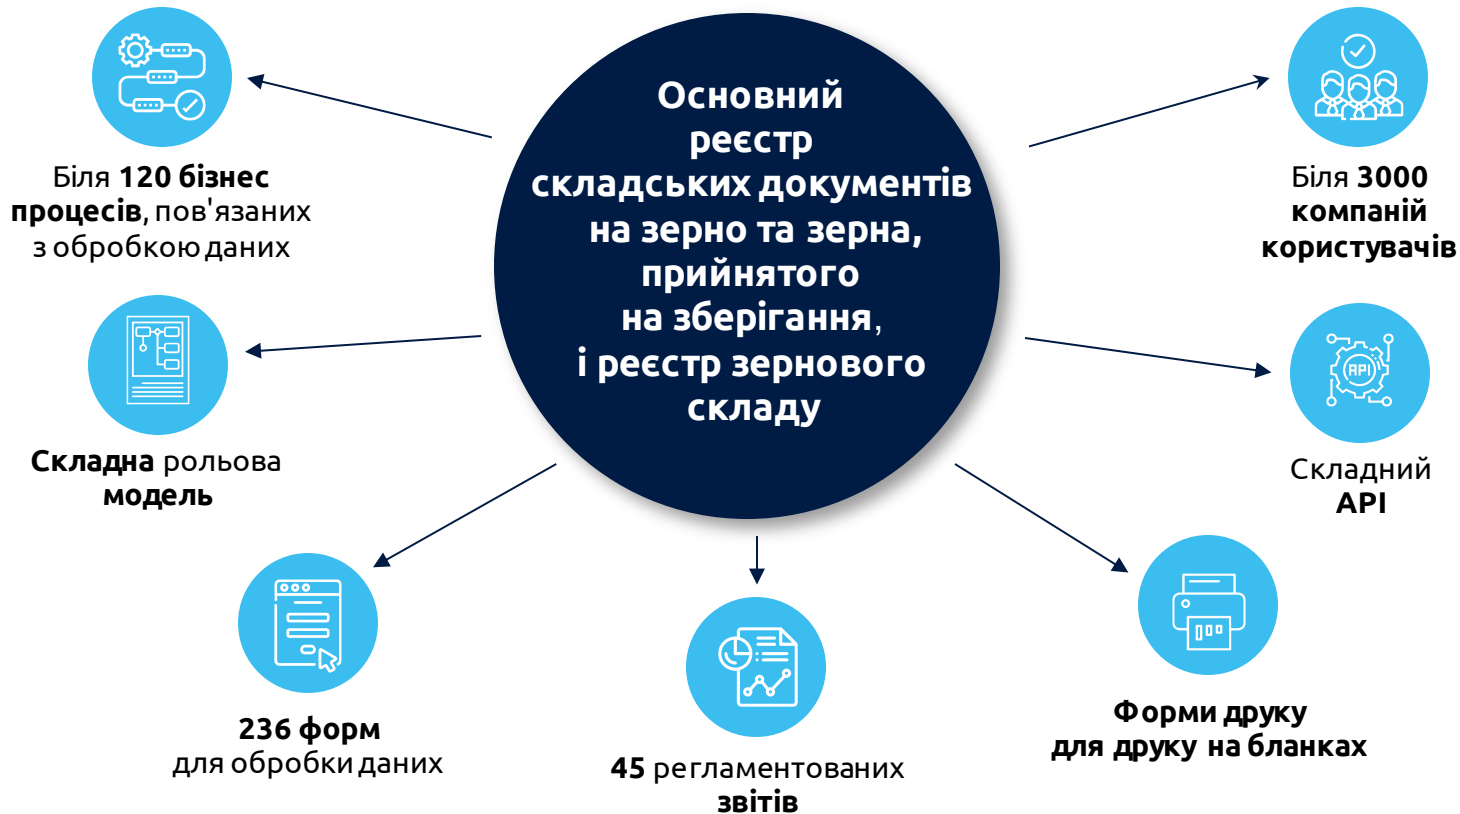 Основний
реєстр
складських документів
на зерно та зерна,
прийнятого
на зберігання,
і реєстр зернового
складу
Біля 120 бізнес
процесів, пов'язаних
з обробкою даних
Біля 3000
компаній
користувачів
Складна рольова
модель
API
Складний
API
236 форм
для обробки даних
45 регламентованих
звітів
Форми друку
для друку на бланках